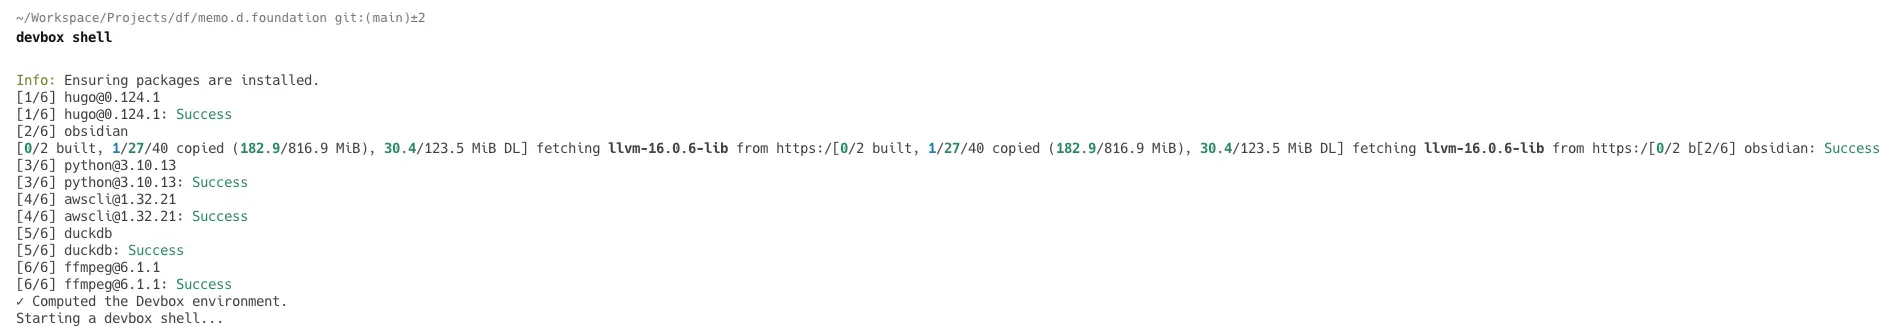 ~/Workspace/Projects/df/memo.d.foundation git:(main)±2
devbox shell
Info: Ensuring packages are installed.
[1/6] hugo@0.124.1
[1/6] hugo@0.124.1: Success
[2/6] obsidian
[0/2 built, 1/27/40 copied (182.9/816.9 MiB), 30.4/123.5 MiB DL] fetching llvm-16.0.6-lib from https:/[0/2 built, 1/27/40 copied (182.9/816.9 MiB), 30.4/123.5 MiB DL] fetching llvm-16.0.6-lib from https:/[0/2 b[2/6] obsidian: Success
[3/6] python@3.10.13
[3/6] python@3.10.13: Success
[4/6] awscli@1.32.21
[4/6] awscli@1.32.21: Success
[5/6] duckdb
[5/6] duckdb: Success
[6/6] ffmpeg@6.1.1
[6/6] ffmpeg@6.1.1: Success
✓ Computed the Devbox environment.
Starting a devbox shell...